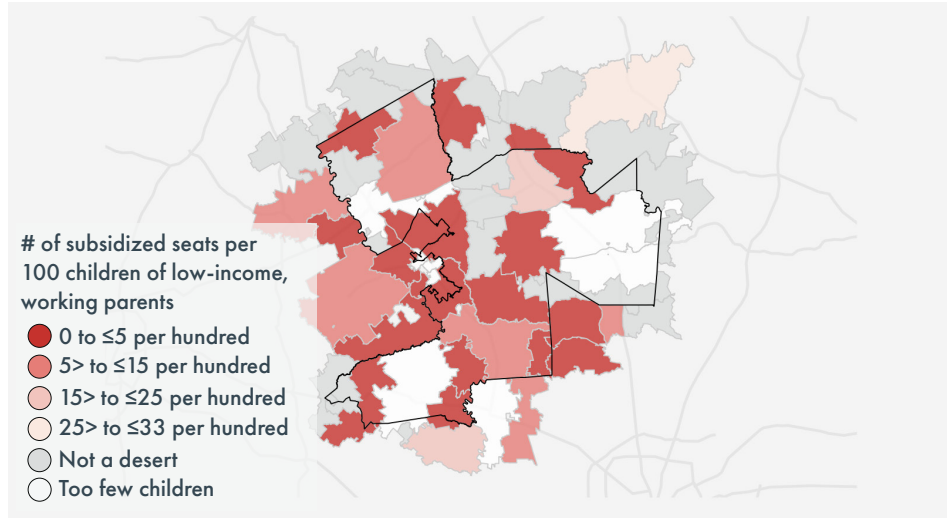 # of subsidized seats per
100 children of low-income,
working parents
0 to ≤5 per hundred
5> to ≤15 per hundred
15> to ≤25 per hundred
25> to ≤33 per hundred
Not a desert
Too few children